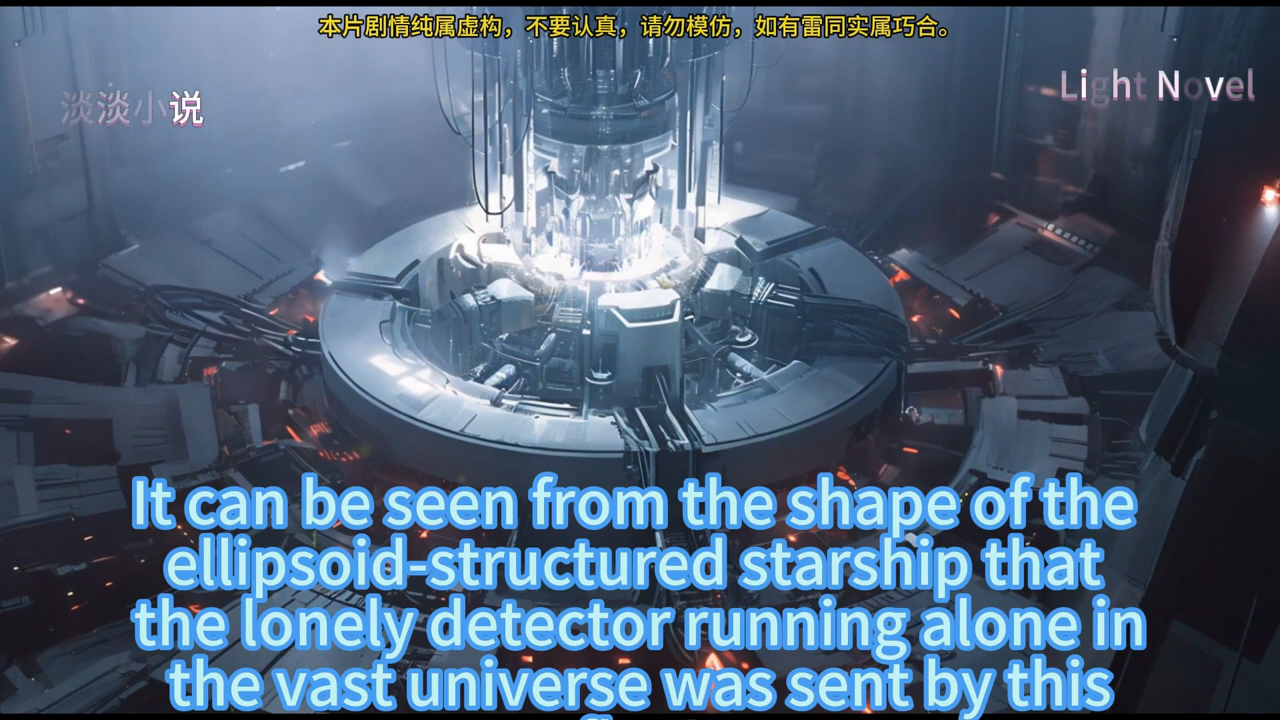 本片剧情纯属虚构，不要认真，请勿模仿，如有雷同实属巧合。
淡淡小说
Light Novel
It can be seen from the shape of the
ellipsoid-structured starship that
the lonely detector running alone in
the vast universe was sent by this